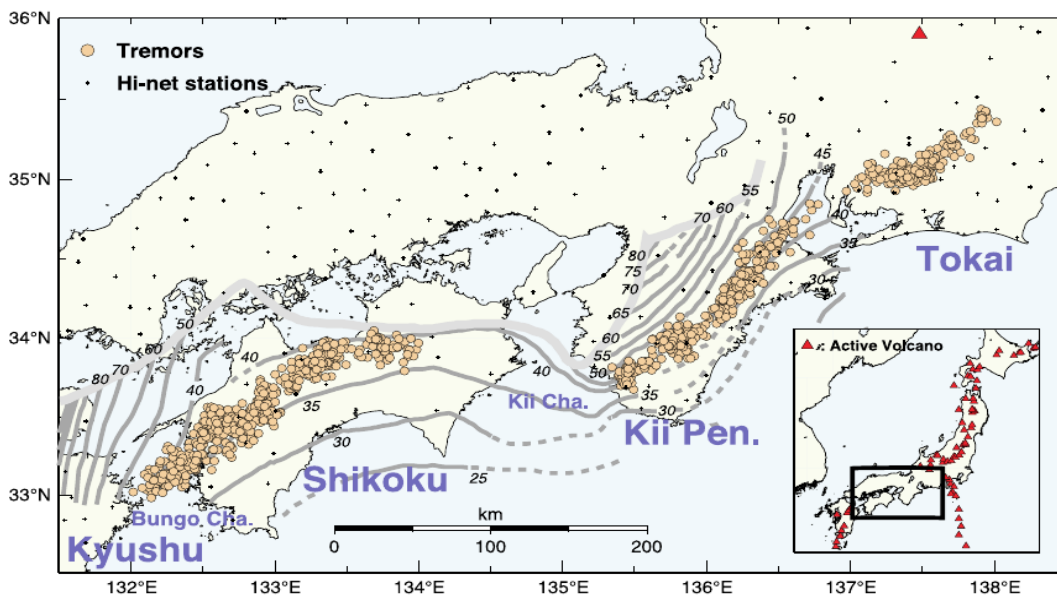 36°N
Tremors
Hi-net stations
50
35°N
45
55
60
70
40
35
80
75
70
30
Tokai
65
34°N
50
60
60
40
55
50
40
80
70
40
35
Kii Cha.
35
30
Kii Pen.
30
Shikoku
25
33°N
Bungo Cha.
Kyushu
km
0 100 200
Active Volcano
132°E 133°E 134°E 135°E 136°E 137°E 138°E